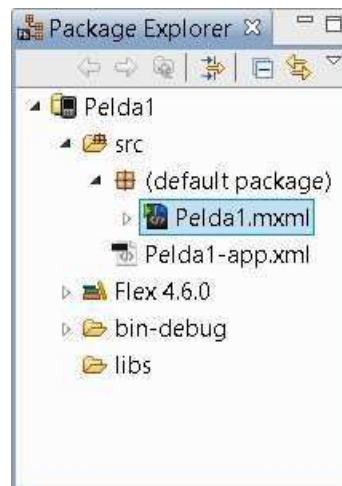 Package Explorer
Pelda1
src
(default package)
Pelda1.mxml
Pelda1-app.xml
Flex 4.6.0
bin-debug
libs